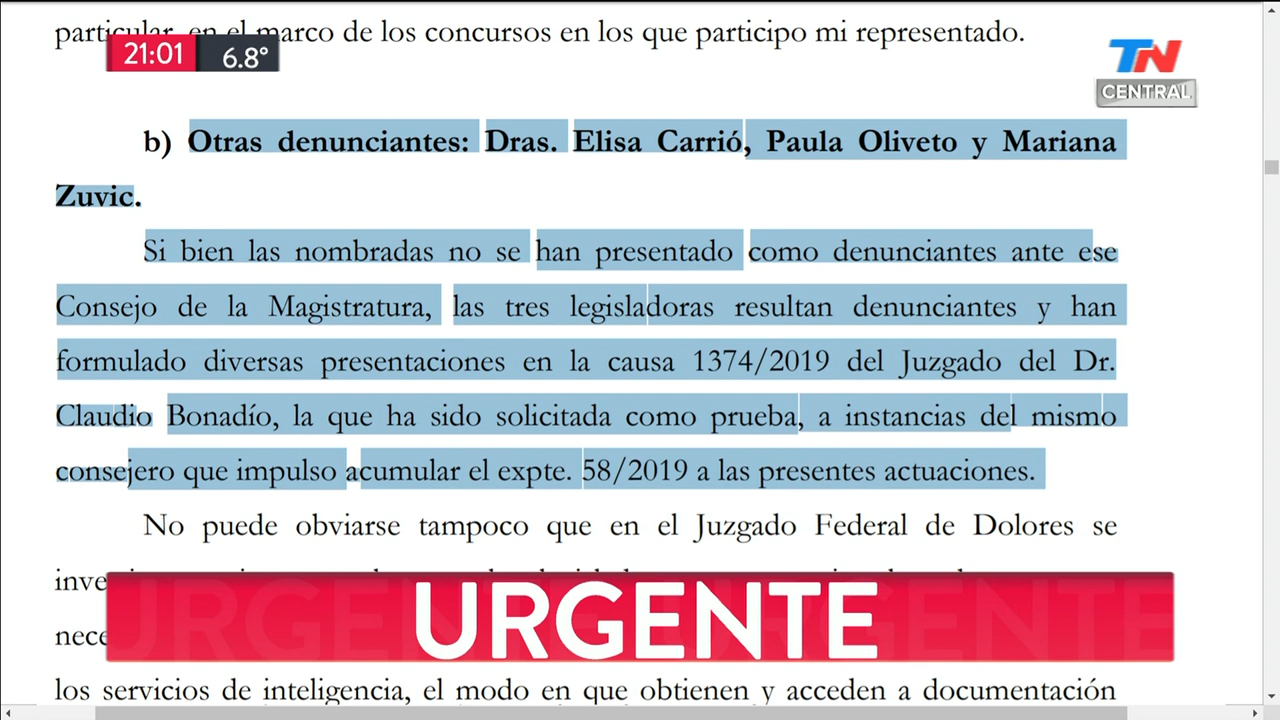 particular, en el marco de los concursos en los que participo mi representado.
21:01 6.8°
TN
CENTRAL
b) Otras denunciantes: Dras. Elisa Carrió, Paula Oliveto y Mariana
Zuvic.
Si bien las nombradas no se han presentado como denunciantes ante ese
Consejo de la Magistratura, las tres legisladoras resultan denunciantes y han
formulado diversas presentaciones en la causa 1374/2019 del Juzgado del Dr.
Claudio Bonadío, la que ha sido solicitada como prueba, a instancias del mismo
consejero que impulso acumular el expte. 58/2019 a las presentes actuaciones.
No puede obviarse tampoco que en el Juzgado Federal de Dolores se
URGENTE
los servicios de inteligencia, el modo en que obtienen y acceden a documentación